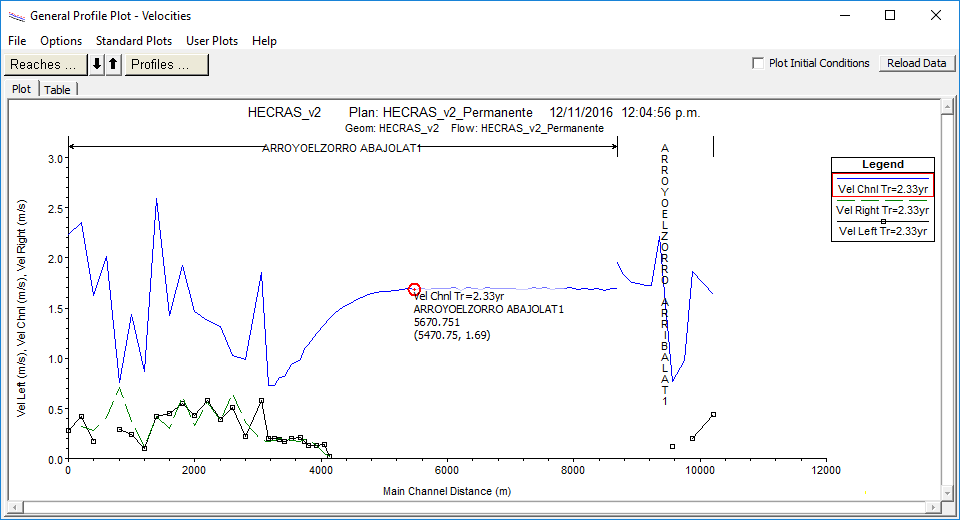 General Profile Plot - Velocities
File Options Standard Plots User Plots Help
Reaches ... Profiles ... Plot Initial Conditions Reload Data
Plot Table
HECRAS_v2 Plan: HECRAS_v2_Permanente 12/11/2016 12:04:56 p.m.
Geom: HECRAS_v2 Flow: HECRAS_v2_Permanente
ARROYOELZORRO ABAJOLAT1
ARROYOELZORRO ARRIBALAT1
Legend
Vel Chnl Tr=2.33yr
Vel Right Tr=2.33yr
Vel Left Tr=2.33yr
Vel Left (m/s), Vel Chnl (m/s), Vel Right (m/s)
3.0
2.5
2.0
1.5
1.0
0.5
0.0
Vel Chnl Tr=2.33yr
ARROYOELZORRO ABAJOLAT1
5670.751
(5470.75, 1.69)
0 2000 4000 6000 8000 10000 12000
Main Channel Distance (m)